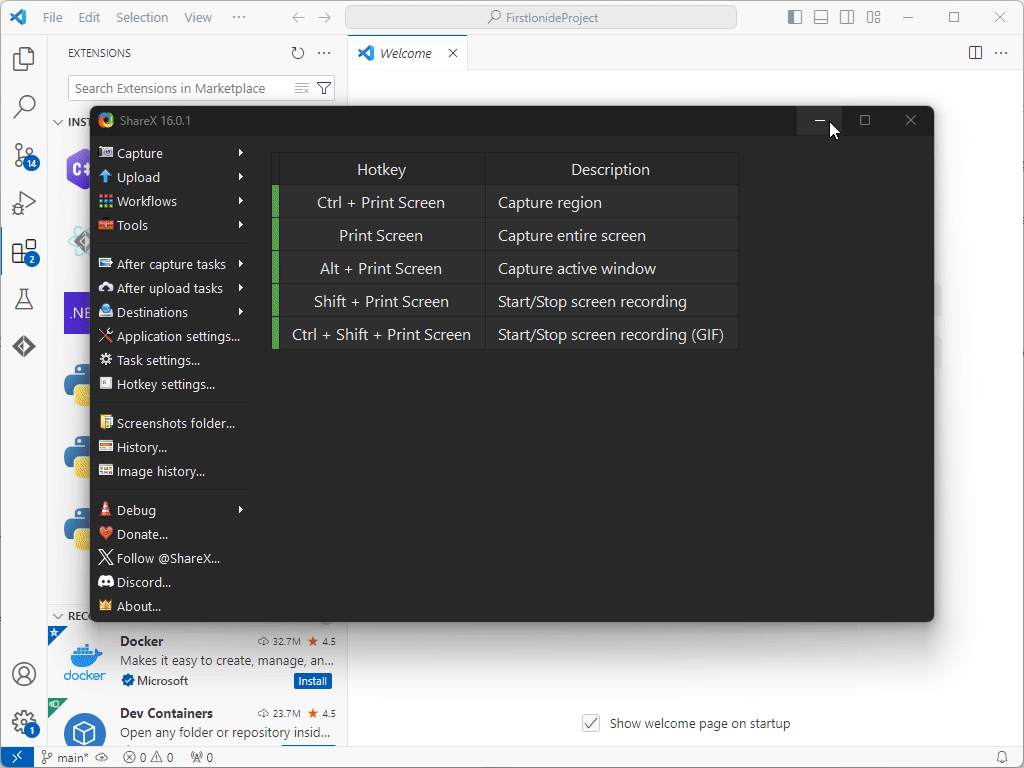 File Edit Selection View ···
FirstIonideProject
EXTENSIONS
Welcome
Search Extensions in Marketplace
INST
ShareX 16.0.1
Capture
Upload
Workflows
Tools
After capture tasks
After upload tasks
Destinations
Application settings...
Task settings...
Hotkey settings...
Screenshots folder...
History...
Image history...
Debug
Donate...
Follow @ShareX...
Discord...
About...
Hotkey Description
Ctrl + Print Screen Capture region
Print Screen Capture entire screen
Alt + Print Screen Capture active window
Shift + Print Screen Start/Stop screen recording
Ctrl + Shift + Print Screen Start/Stop screen recording (GIF)
C#
.NE
14
2
RECO
Docker 32.7M 4.5
Makes it easy to create, manage, an...
Microsoft Install
docker
Dev Containers 23.7M 4.5
Open any folder or repository insid...
1
Show welcome page on startup
main* 0 0 0